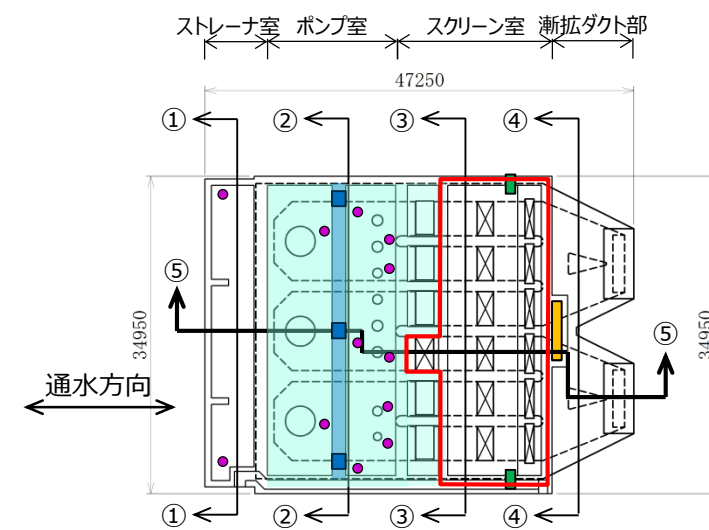 ストレーナ室 ポンプ室 スクリーン室 漸拡ダクト部
47250
① ② ③ ④
⑤
34950
34950
⑤
通水方向
① ② ③ ④